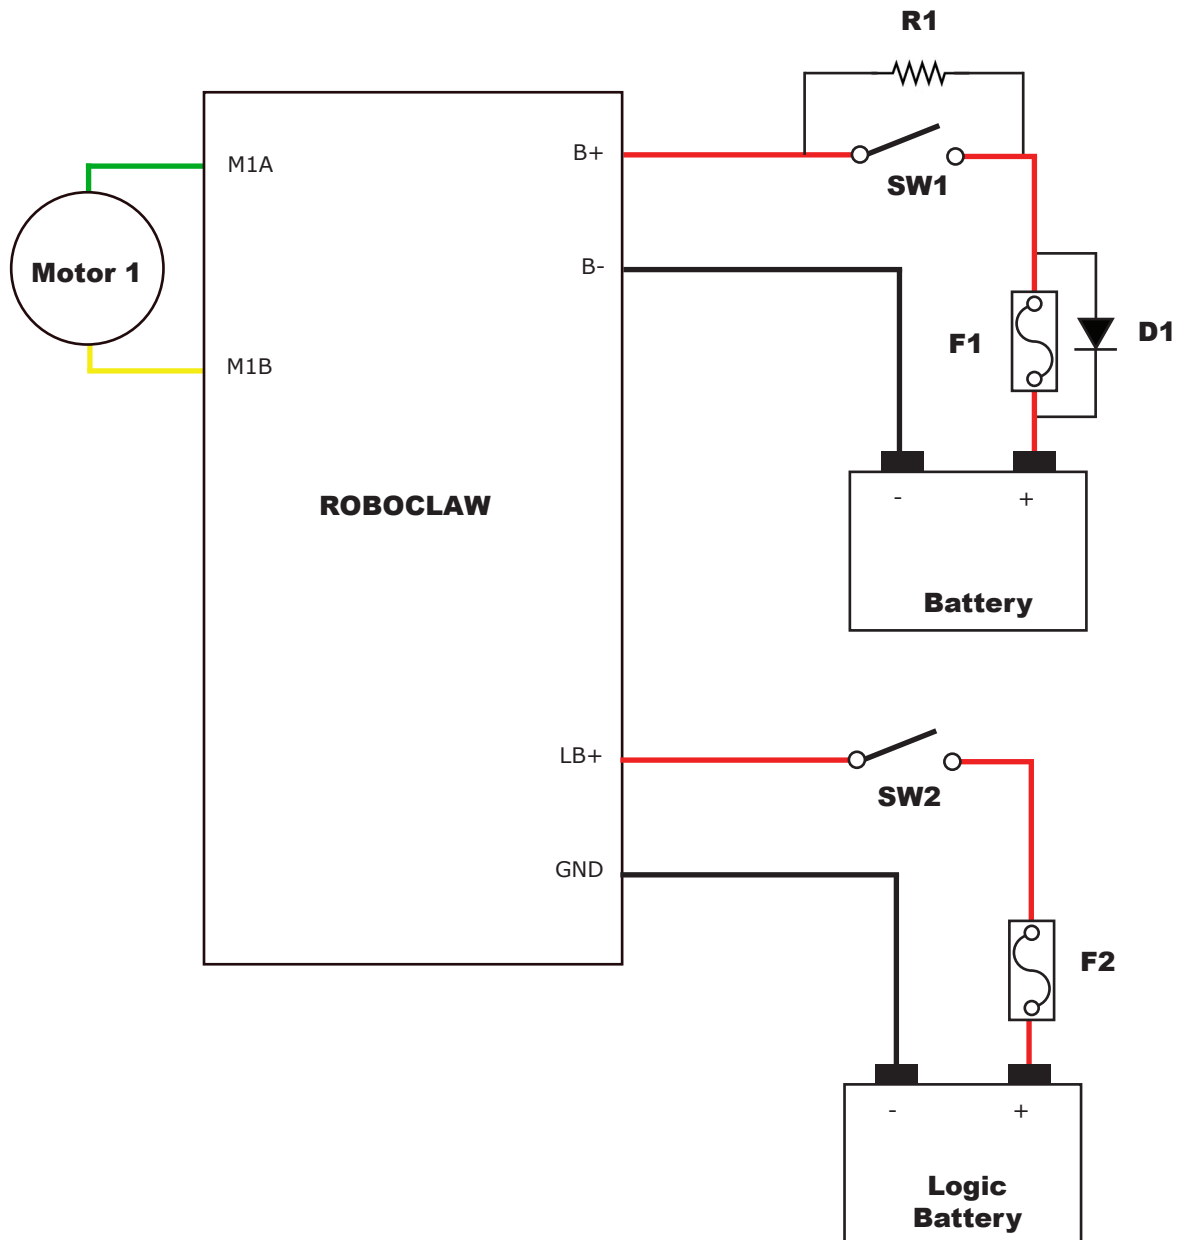 R1
B+
M1A
SW1
B-
Motor 1
D1
F1
M1B
- +
ROBOCLAW
Battery
LB+
SW2
GND
F2
- +
Logic
Battery